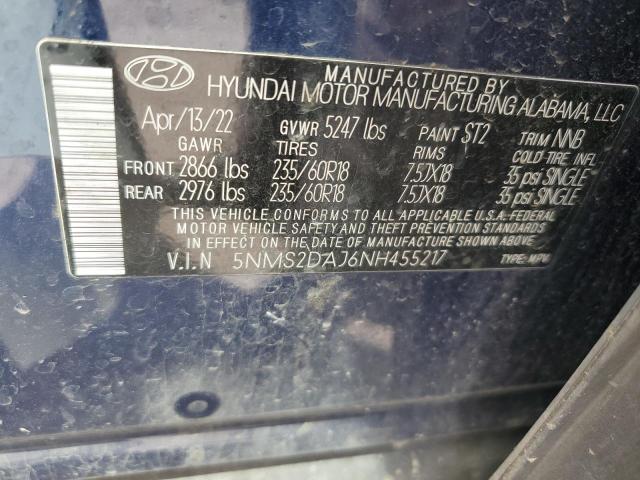 MANUFACTURED BY
HYUNDAI MOTOR MANUFACTURING ALABAMA, LLC
Apr/13/22 GVWR 5247 lbs PAINT ST2 TRIM NNB
GAWR TIRES RIMS COLD-TIRE INFL
FRONT 2866 lbs 235/60R18 7.5JX18 35 psi SINGLE
REAR 2976 lbs 235/60R18 7.5JX18 35 psi SINGLE
THIS VEHICLE CONFORMS TO ALL APPLICABLE U.S.A. FEDERAL
MOTOR VEHICLE SAFETY AND THEFT PREVENTION STANDARDS
IN EFFECT ON THE DATE OF MANUFACTURE SHOWN ABOVE.
V.I.N 5NMS2DAJ6NH455217 TYPE: MPV